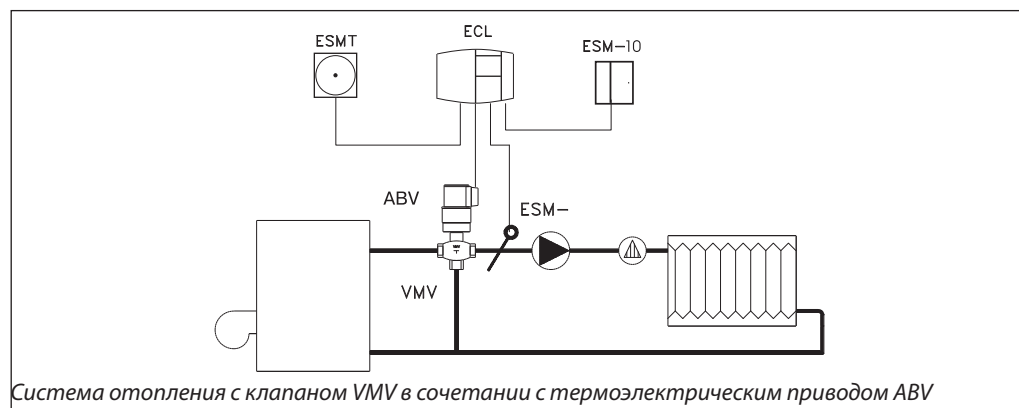 ESMT
ECL
ESM-10
ABV
ESM-
VMV
Система отопления с клапаном VMV в сочетании с термоэлектрическим приводом ABV